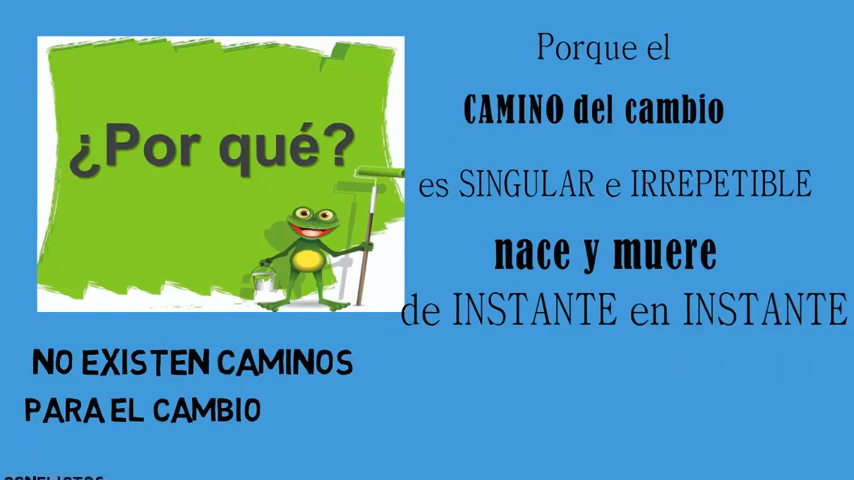 ¿Por qué?
NO EXISTEN CAMINOS
PARA EL CAMBIO
Porque el
CAMINO del cambio
es SINGULAR e IRREPETIBLE
nace y muere
de INSTANTE en INSTANTE